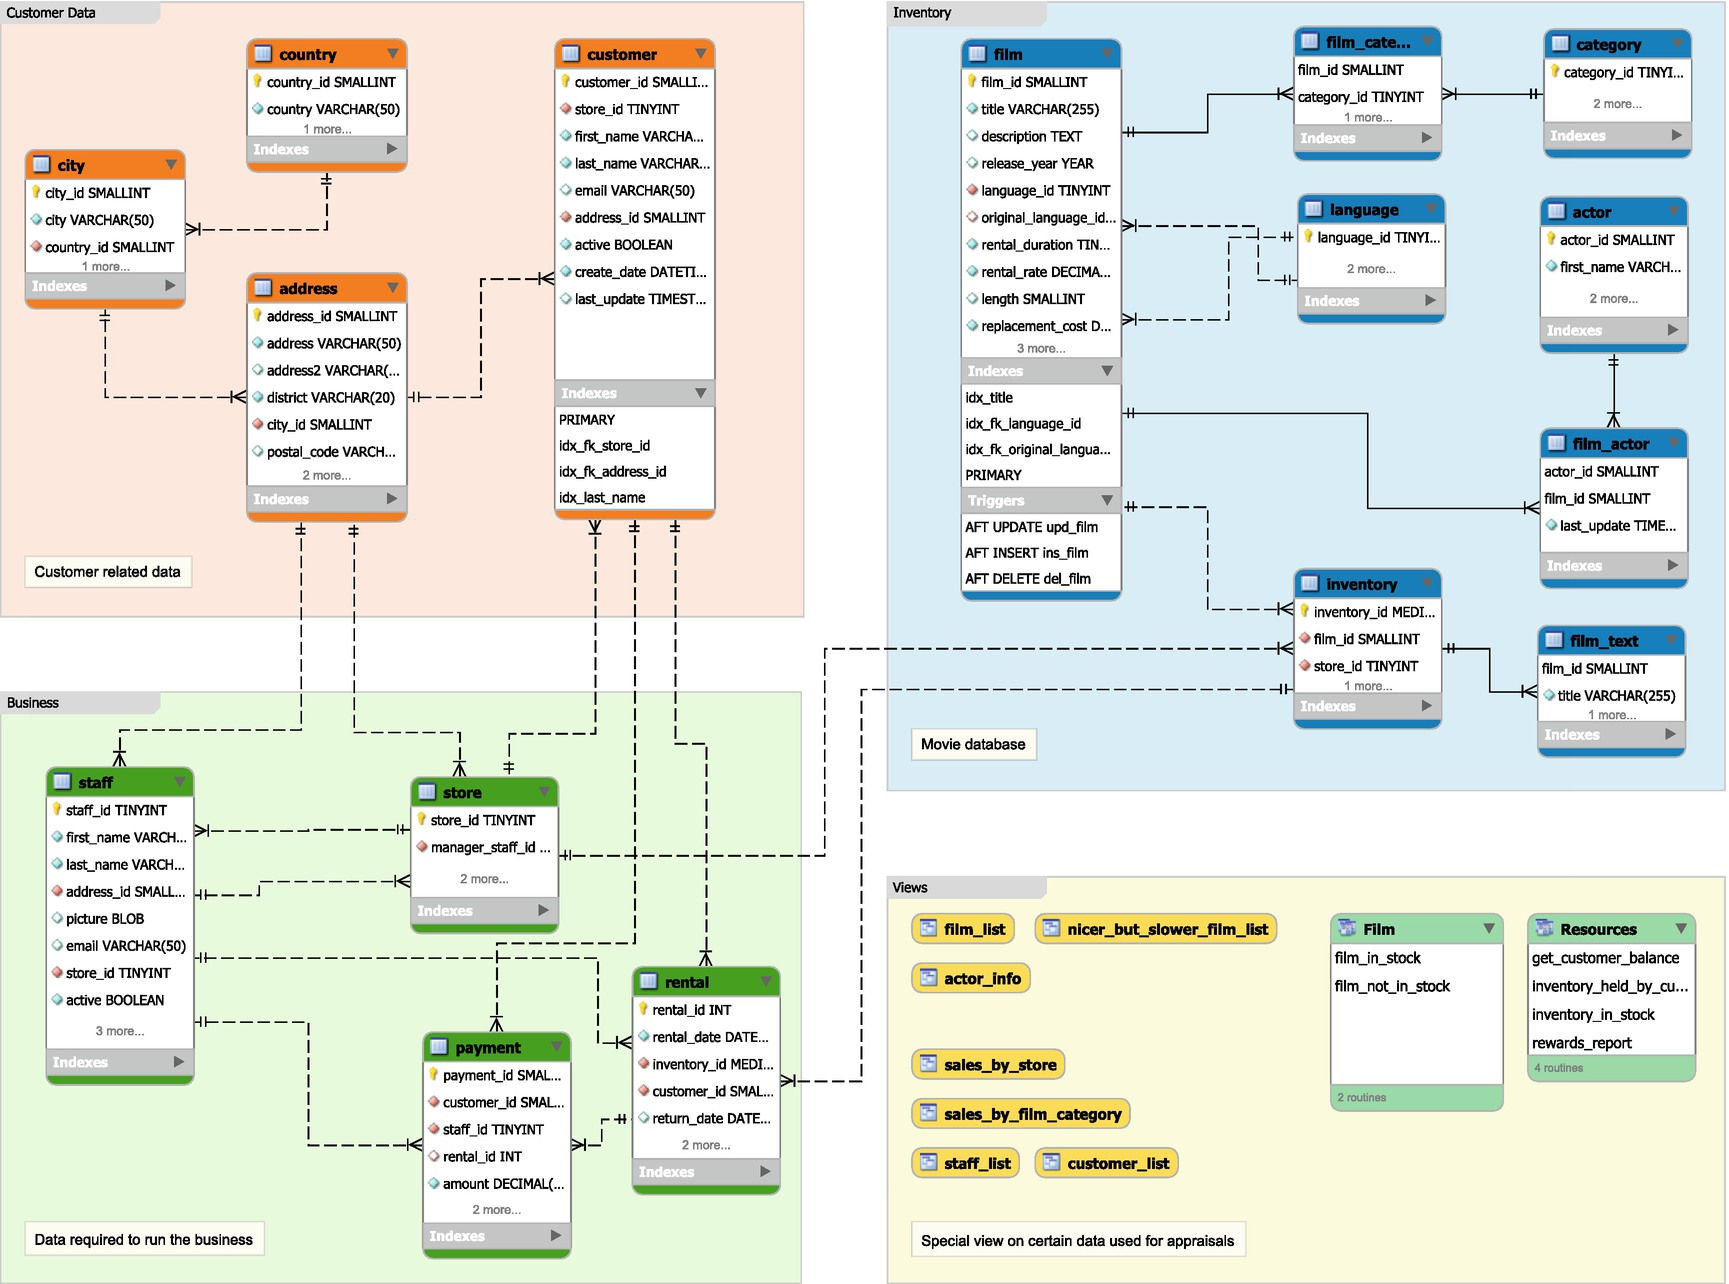 Customer Data
country
country_id SMALLINT
country VARCHAR(50)
1 more...
Indexes
city
city_id SMALLINT
city VARCHAR(50)
country_id SMALLINT
1 more...
Indexes
address
address_id SMALLINT
address VARCHAR(50)
address2 VARCHAR(...
district VARCHAR(20)
city_id SMALLINT
postal_code VARCH...
2 more...
Indexes
customer
customer_id SMALLI...
store_id TINYINT
first_name VARCHA...
last_name VARCHAR...
email VARCHAR(50)
address_id SMALLINT
active BOOLEAN
create_date DATETI...
last_update TIMEST...
Indexes
PRIMARY
idx_fk_store_id
idx_fk_address_id
idx_last_name
Customer related data
Inventory
film
film_id SMALLINT
title VARCHAR(255)
description TEXT
release_year YEAR
language_id TINYINT
original_language_id...
rental_duration TIN...
rental_rate DECIMA...
length SMALLINT
replacement_cost D...
3 more...
Indexes
idx_title
idx_fk_language_id
idx_fk_original_langua...
PRIMARY
Triggers
AFT UPDATE upd_film
AFT INSERT ins_film
AFT DELETE del_film
film_cate...
film_id SMALLINT
category_id TINYINT
1 more...
Indexes
category
category_id TINYI...
2 more...
Indexes
language
language_id TINYI...
2 more...
Indexes
actor
actor_id SMALLINT
first_name VARCH...
2 more...
Indexes
film_actor
actor_id SMALLINT
film_id SMALLINT
last_update TIME...
Indexes
inventory
inventory_id MEDI...
film_id SMALLINT
store_id TINYINT
1 more...
Indexes
film_text
film_id SMALLINT
title VARCHAR(255)
1 more...
Indexes
Movie database
Business
staff
staff_id TINYINT
first_name VARCH...
last_name VARCH...
address_id SMALL...
picture BLOB
email VARCHAR(50)
store_id TINYINT
active BOOLEAN
3 more...
Indexes
store
store_id TINYINT
manager_staff_id ...
2 more...
Indexes
payment
payment_id SMAL...
customer_id SMAL...
staff_id TINYINT
rental_id INT
amount DECIMAL(...
2 more...
Indexes
rental
rental_id INT
rental_date DATE...
inventory_id MEDI...
customer_id SMAL...
return_date DATE...
2 more...
Indexes
Data required to run the business
Views
film_list
nicer_but_slower_film_list
actor_info
sales_by_store
sales_by_film_category
staff_list
customer_list
Film
film_in_stock
film_not_in_stock
2 routines
Resources
get_customer_balance
inventory_held_by_cu...
inventory_in_stock
rewards_report
4 routines
Special view on certain data used for appraisals